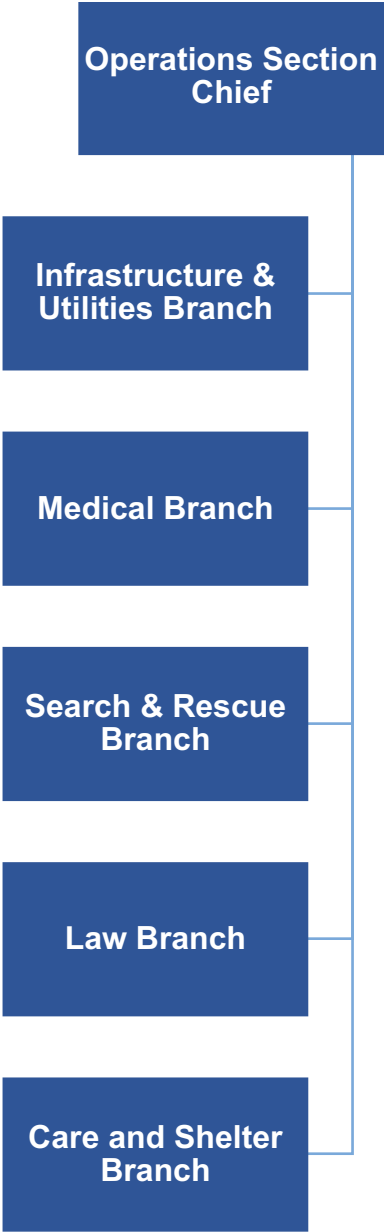 Operations Section
Chief
Infrastructure &
Utilities Branch
Medical Branch
Search & Rescue
Branch
Law Branch
Care and Shelter
Branch